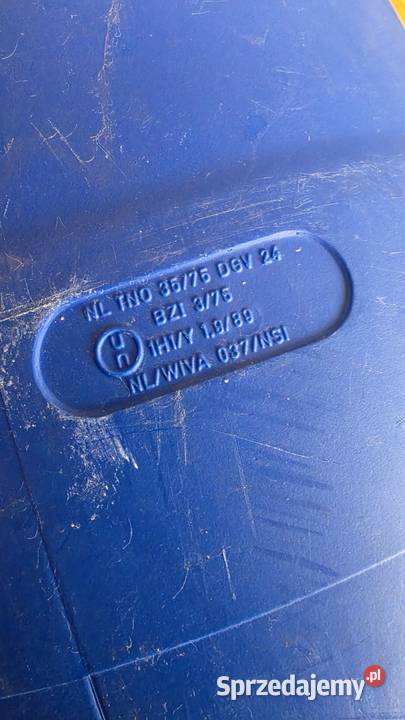 NL TNO 35/75 DGV 24
BZI 3/75
un 1H1/Y 1.9/89
NL/WIVA 037/NSI
Sprzedajemy.pl